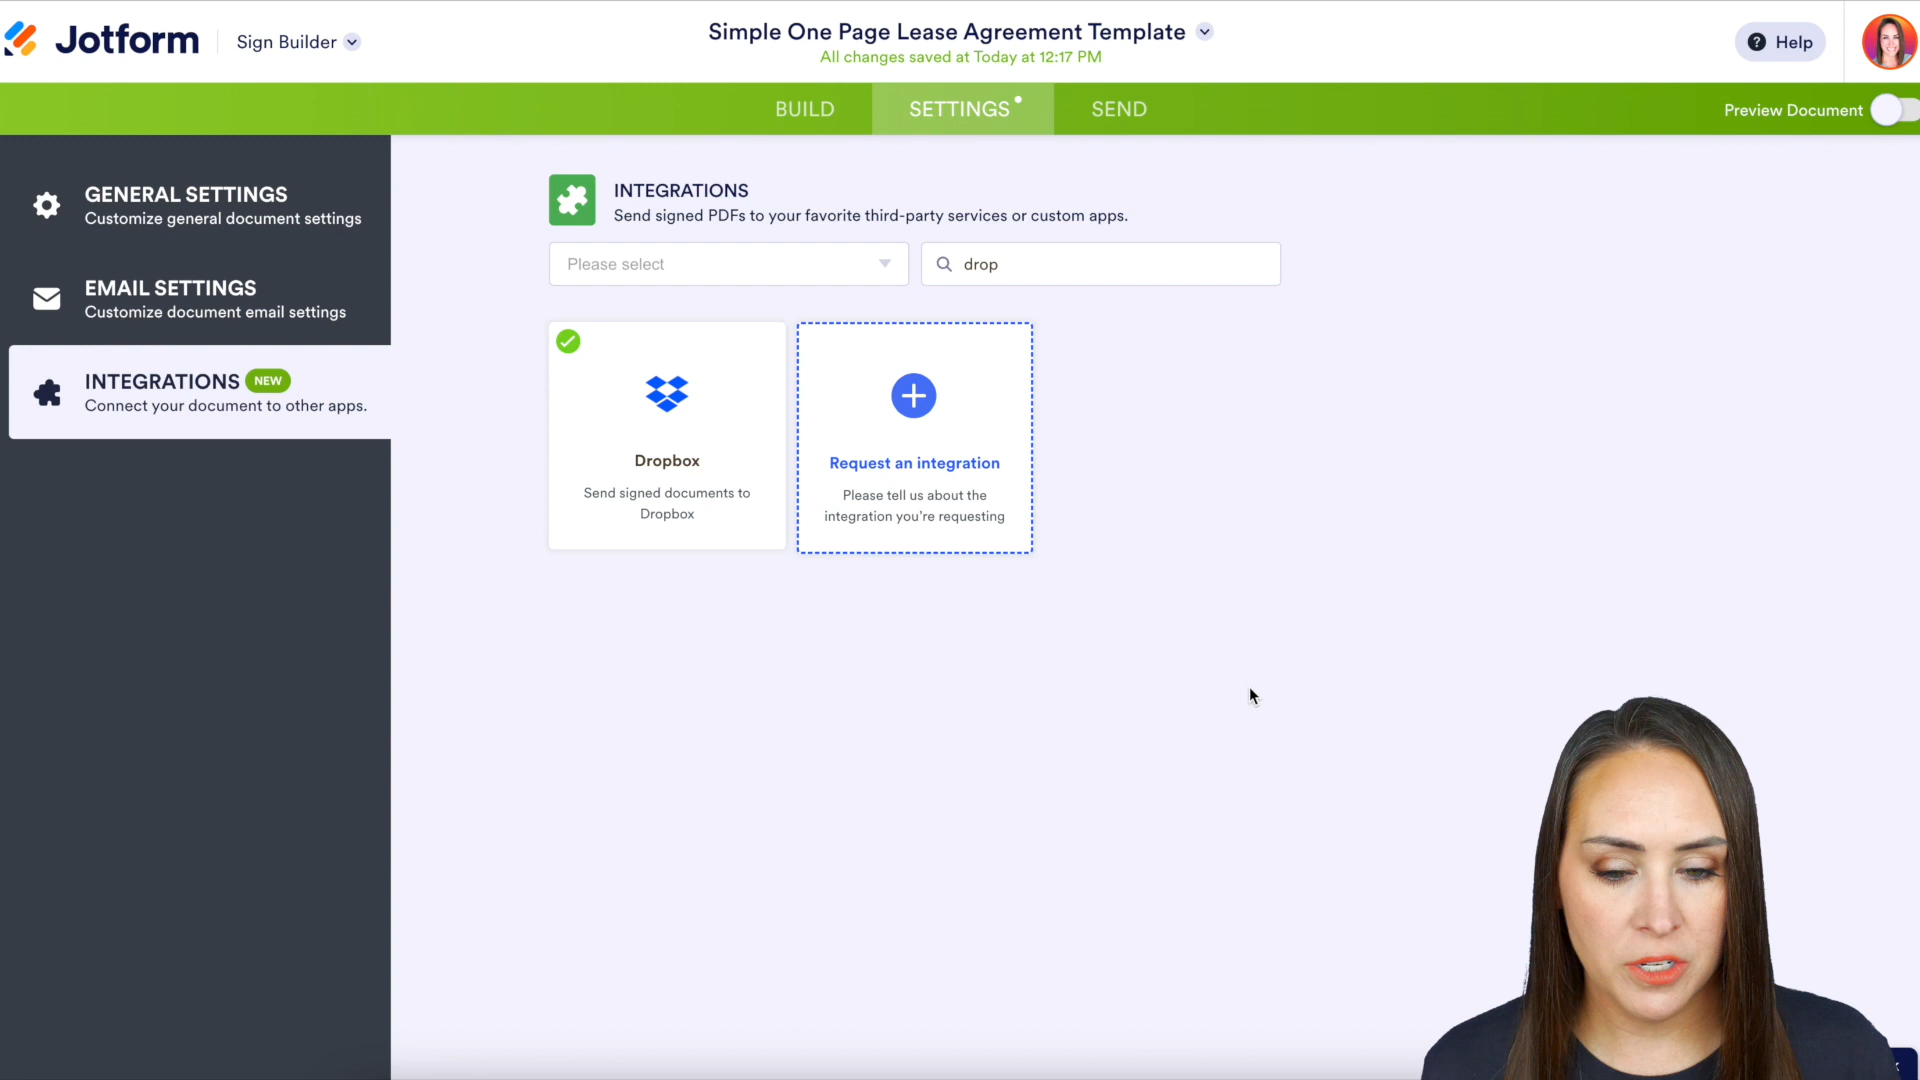 Jotform
Sign Builder
Simple One Page Lease Agreement Template
All changes saved at Today at 12:17 PM
Help
BUILD
SETTINGS
SEND
Preview Document
GENERAL SETTINGS
Customize general document settings
EMAIL SETTINGS
Customize document email settings
INTEGRATIONS NEW
Connect your document to other apps.
INTEGRATIONS
Send signed PDFs to your favorite third-party services or custom apps.
Please select
drop
Dropbox
Send signed documents to
Dropbox
Request an integration
Please tell us about the
integration you're requesting